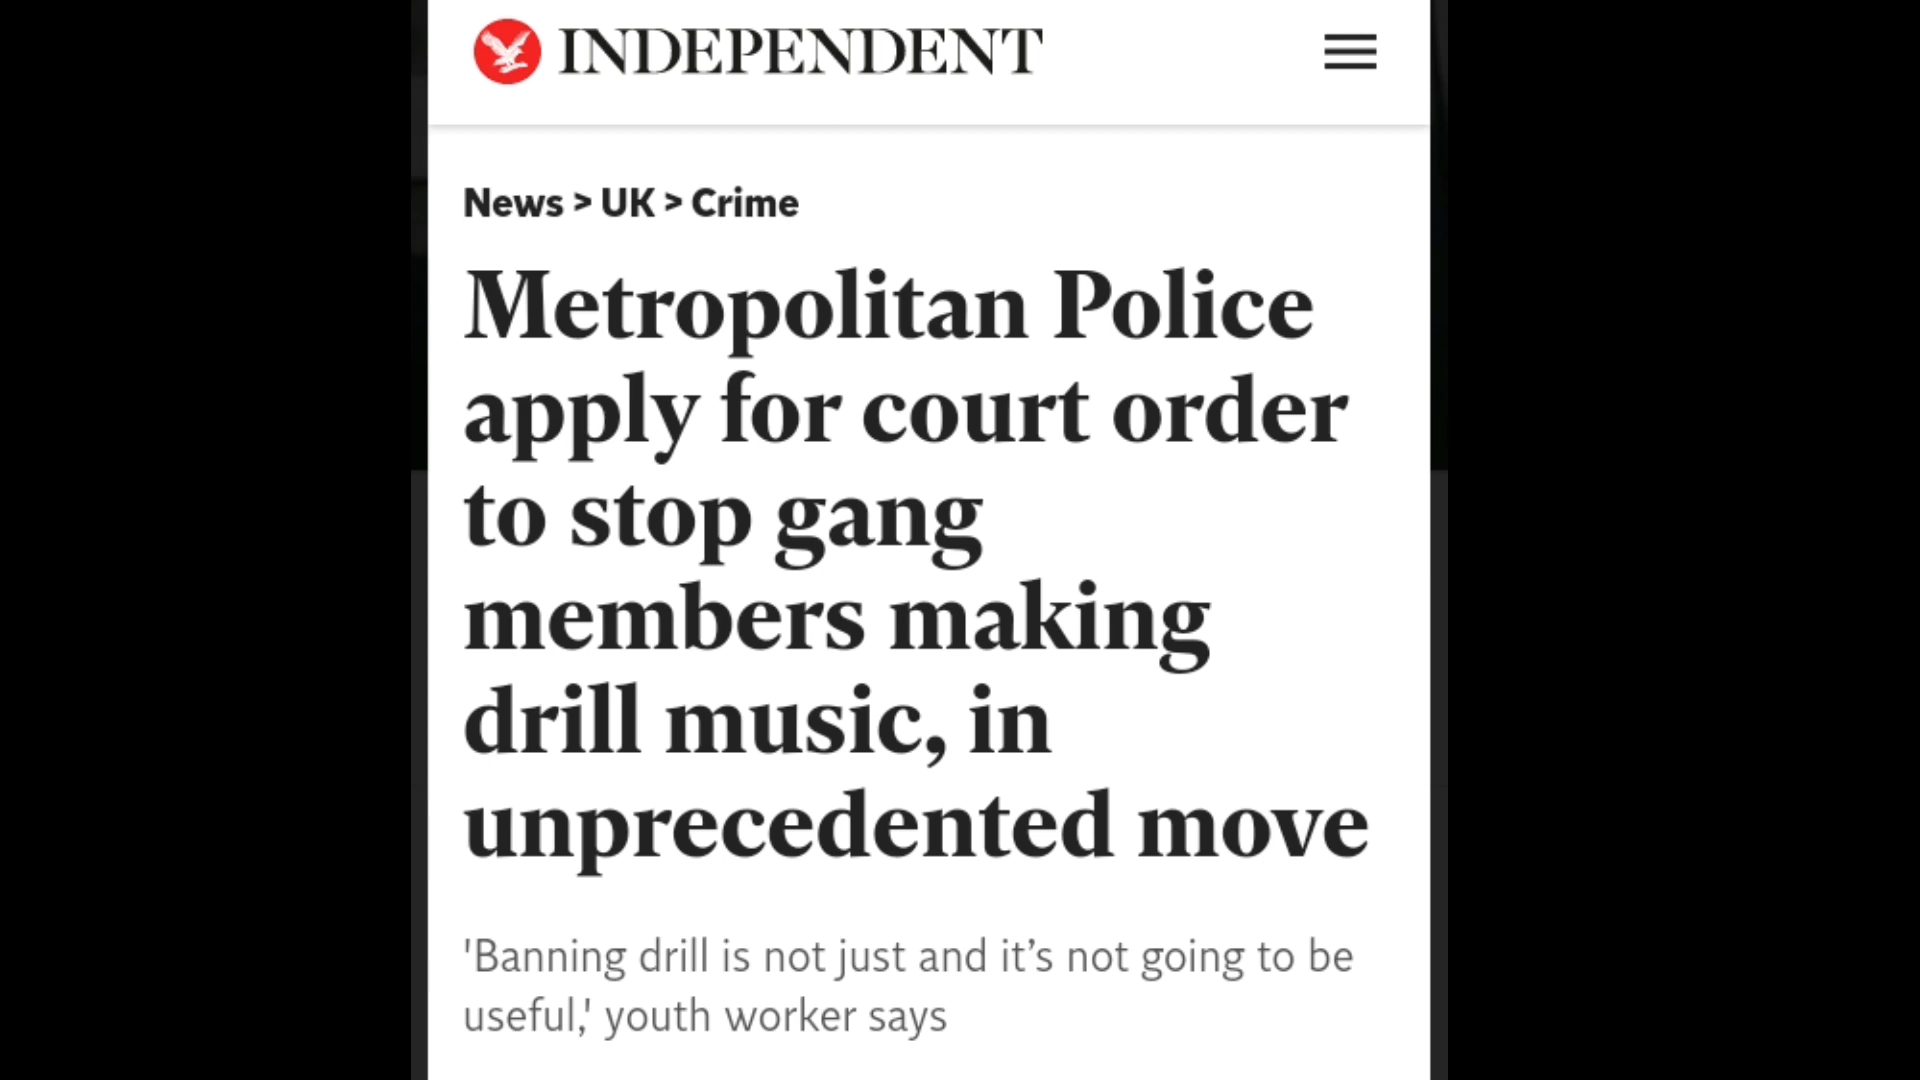 INDEPENDENT
News > UK > Crime
Metropolitan Police
apply for court order
to stop gang
members making
drill music, in
unprecedented move
'Banning drill is not just and it’s not going to be
useful,' youth worker says